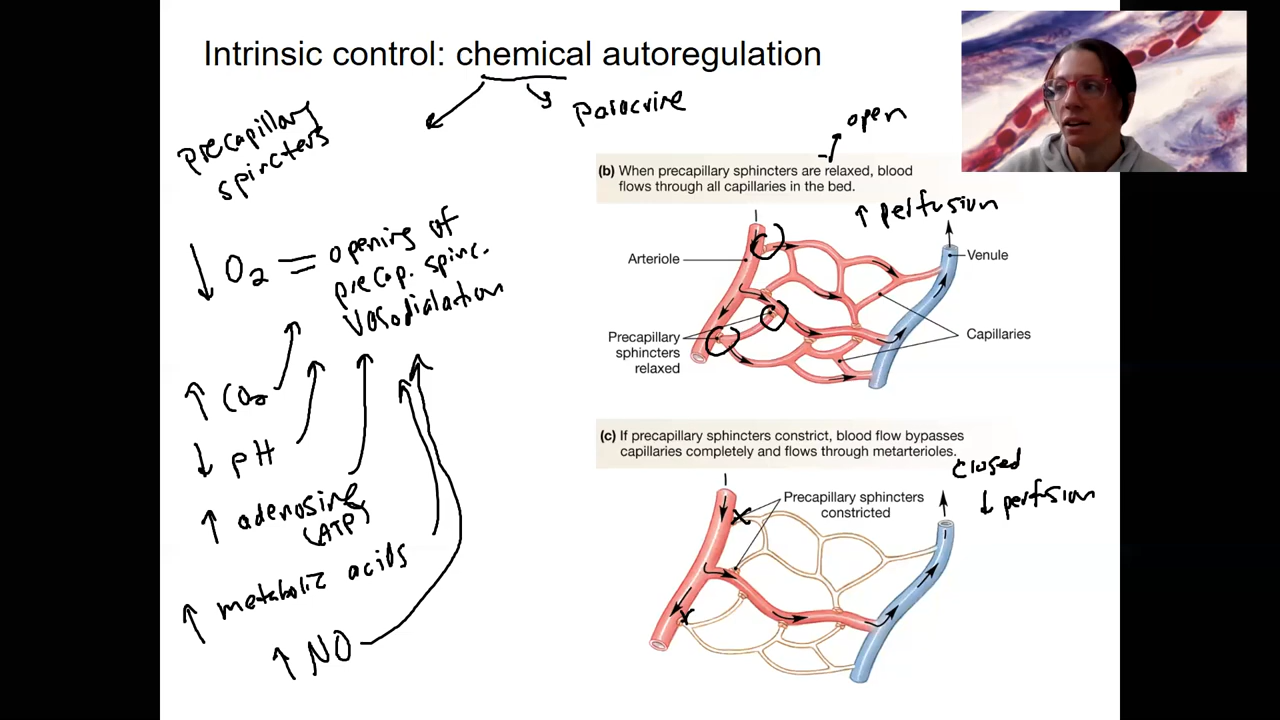 Intrinsic control: chemical autoregulation
Paracrine
precapillary
spincters
↓ O2 = opening of
precap. spinc.
vasodialation
↑ CO2
↓ pH
↑ adenosine
(ATP)
↑ metabolic acids
↑ NO
open
(b) When precapillary sphincters are relaxed, blood
flows through all capillaries in the bed.
↑ perfusion
Arteriole
Venule
Precapillary
sphincters
relaxed
Capillaries
(c) If precapillary sphincters constrict, blood flow bypasses
capillaries completely and flows through metarterioles.
closed
↓ perfusion
Precapillary sphincters
constricted